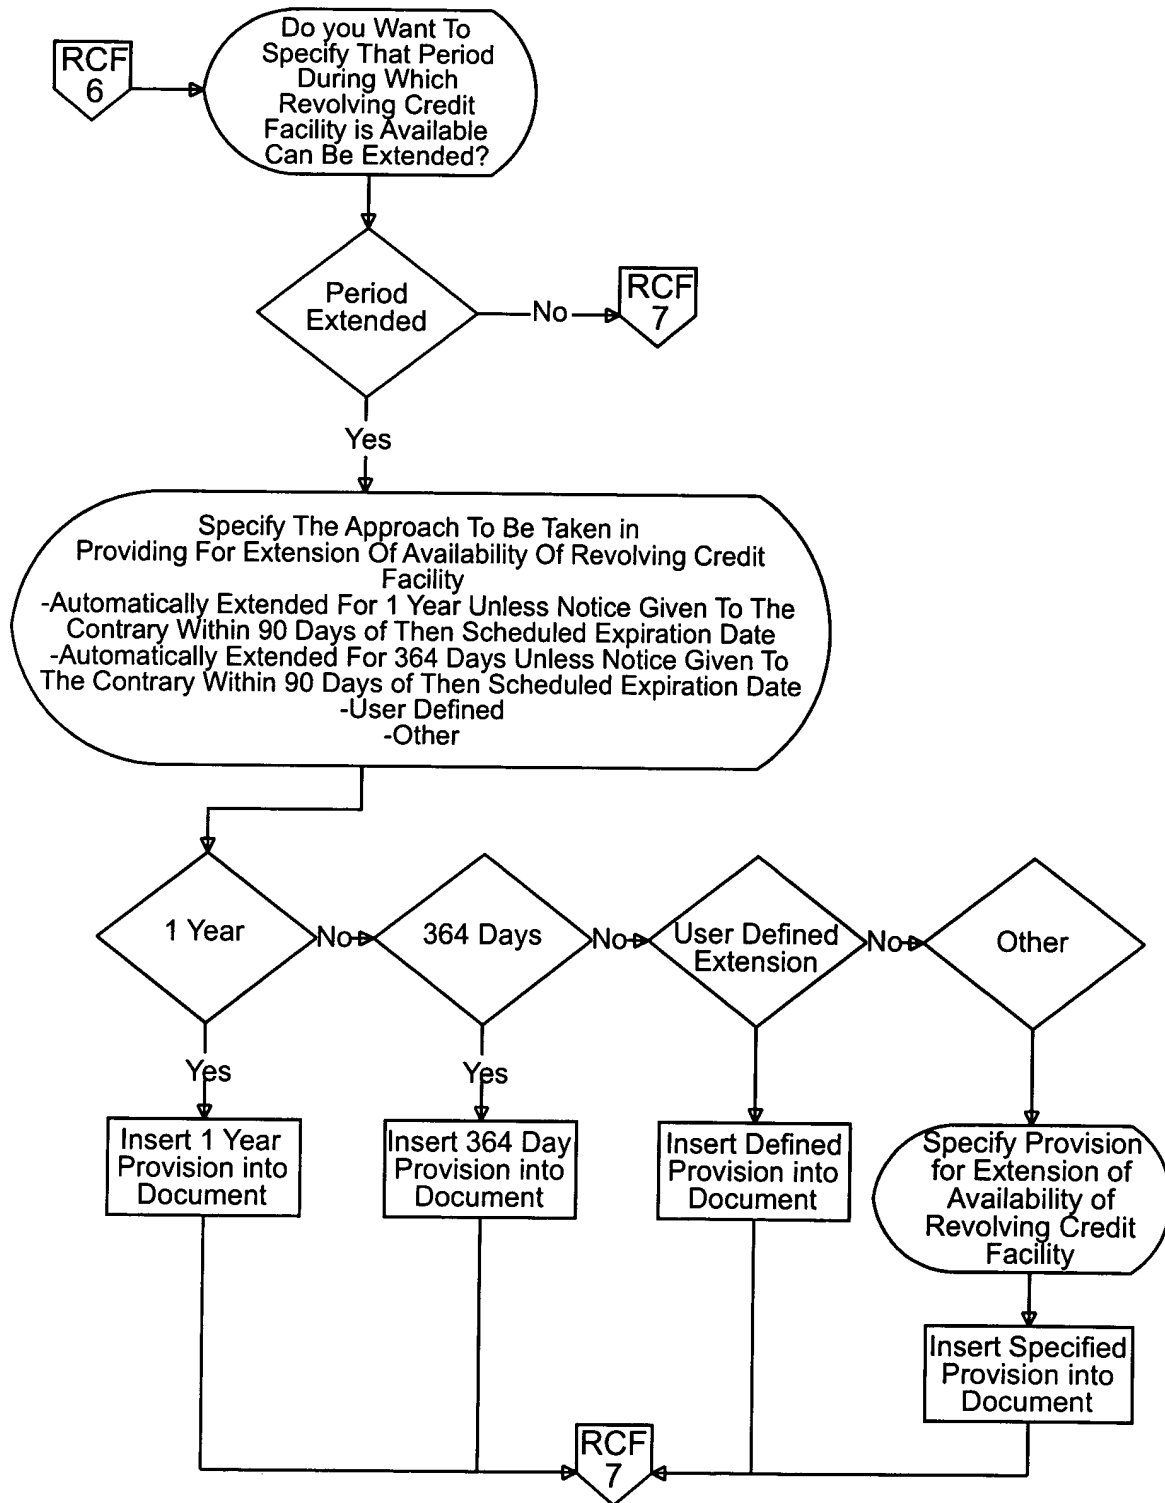 RCF
6
Do you Want To
Specify That Period
During Which
Revolving Credit
Facility is Available
Can Be Extended?
Period
Extended
No
RCF
7
Yes
Specify The Approach To Be Taken in
Providing For Extension Of Availability Of Revolving Credit
Facility
-Automatically Extended For 1 Year Unless Notice Given To The
Contrary Within 90 Days of Then Scheduled Expiration Date
-Automatically Extended For 364 Days Unless Notice Given To
The Contrary Within 90 Days of Then Scheduled Expiration Date
-User Defined
-Other
1 Year
No
364 Days
No
User Defined
Extension
No
Other
Yes
Yes
Insert 1 Year
Provision into
Document
Insert 364 Day
Provision into
Document
Insert Defined
Provision into
Document
Specify Provision
for Extension of
Availability of
Revolving Credit
Facility
Insert Specified
Provision into
Document
RCF
7